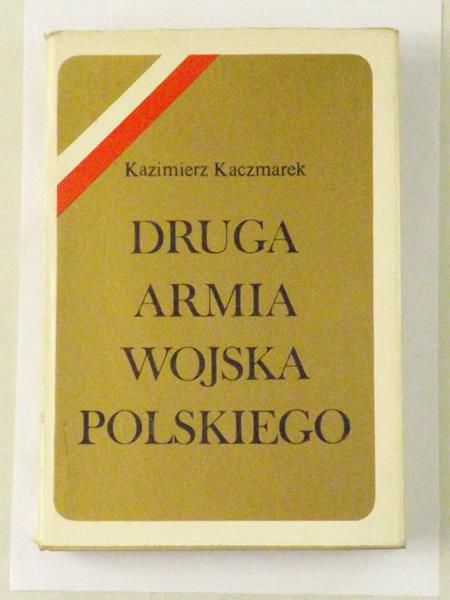 Kazimierz Kaczmarek
DRUGA
ARMIA
WOJSKA
POLSKIEGO